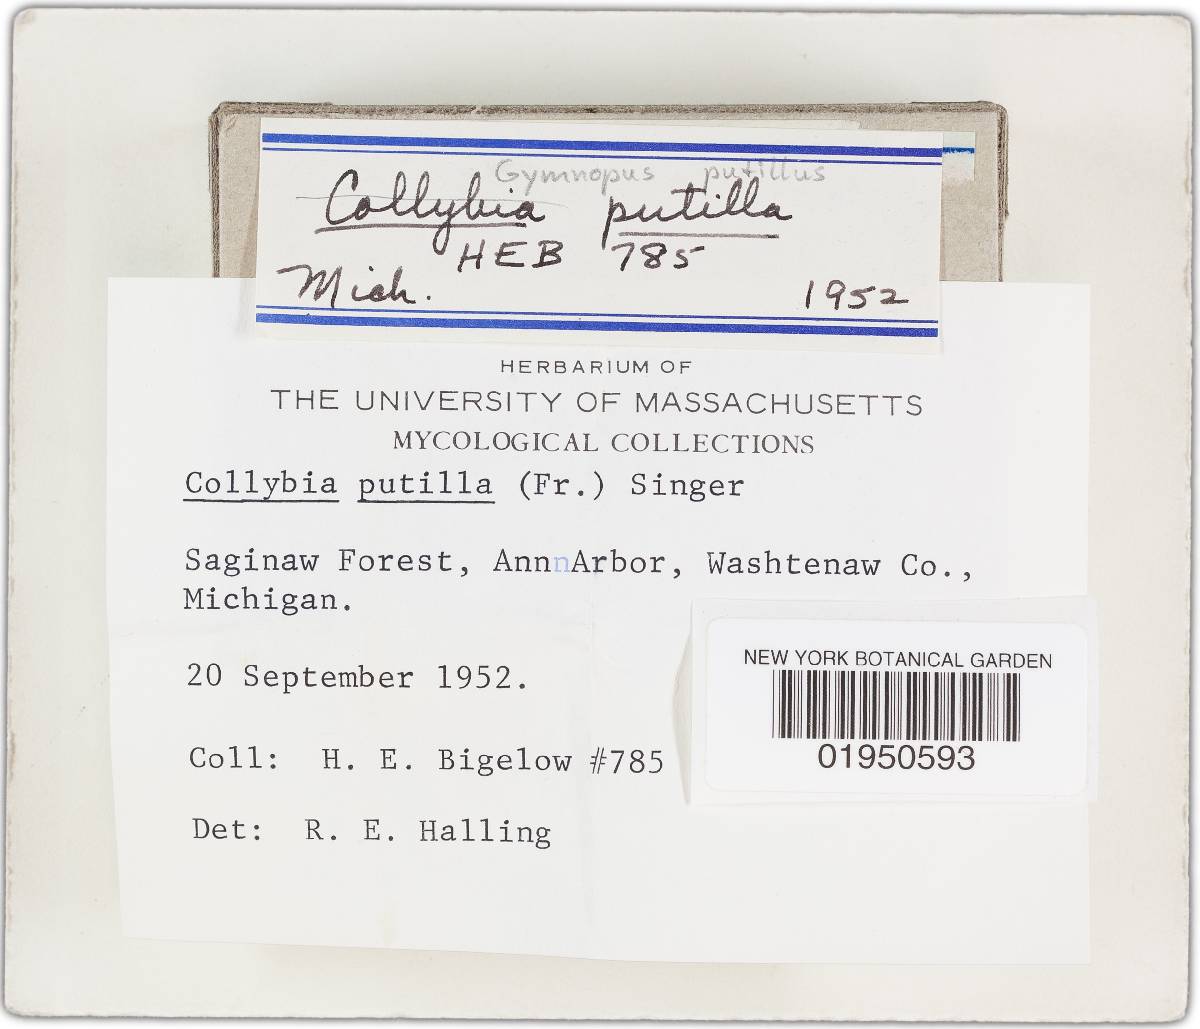 Gymnopus putillus
Collybia putilla
HEB 785
Mich. 1952
HERBARIUM OF
THE UNIVERSITY OF MASSACHUSETTS
MYCOLOGICAL COLLECTIONS
Collybia putilla (Fr.) Singer
Saginaw Forest, AnnnArbor, Washtenaw Co.,
Michigan.
20 September 1952.
Coll: H. E. Bigelow #785
Det: R. E. Halling
NEW YORK BOTANICAL GARDEN
01950593